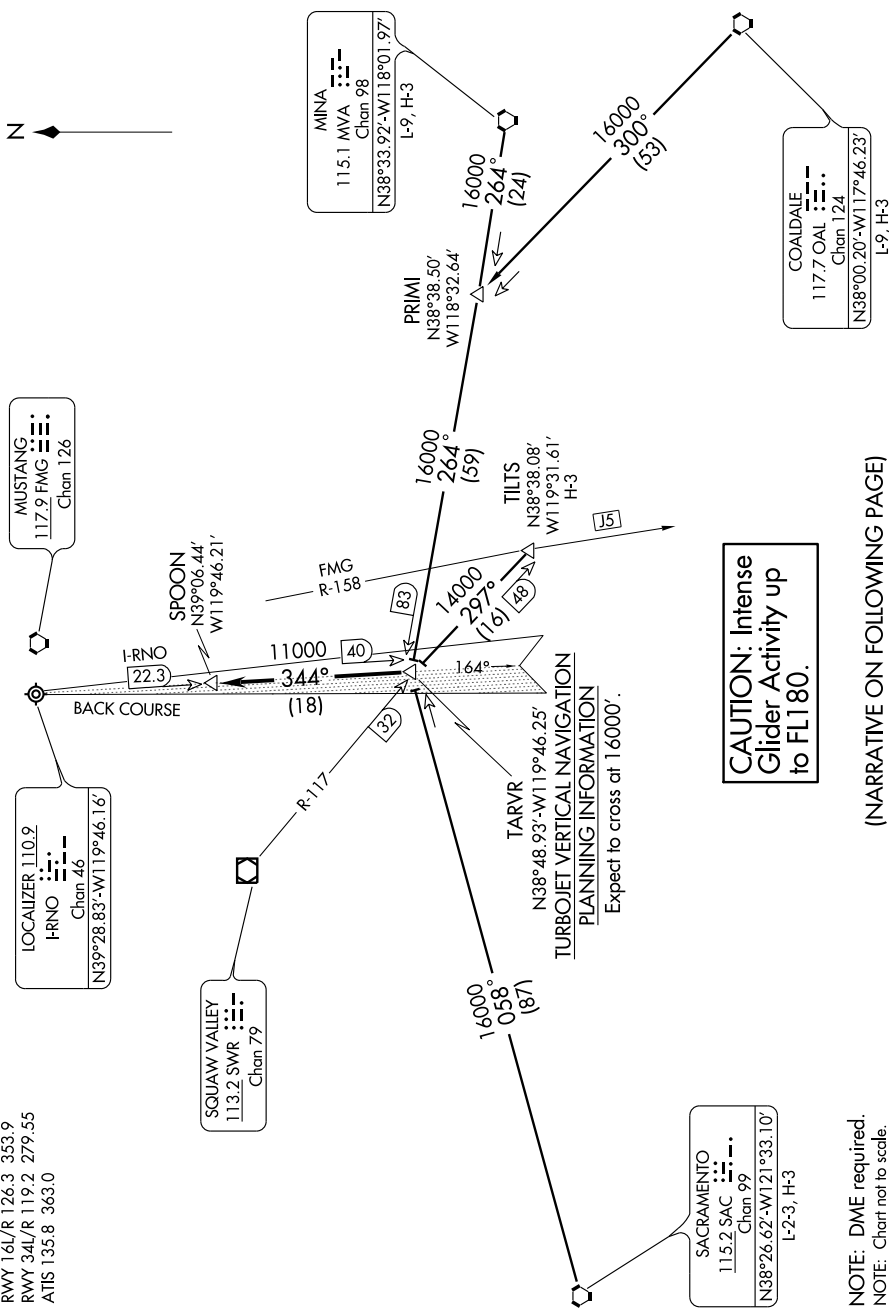 RWY 16L/R 126.3 353.9
RWY 34L/R 119.2 279.55
ATIS 135.8 363.0
N
LOCALIZER 110.9
I-RNO
Chan 46
N39°28.83′-W119°46.16′
MUSTANG
117.9 FMG
Chan 126
MINA
115.1 MVA
Chan 98
N38°33.92′-W118°01.97′
L-9, H-3
SQUAW VALLEY
113.2 SWR
Chan 79
I-RNO
22.3
BACK COURSE
SPOON
N39°06.44′
W119°46.21′
11000
344°
(18)
40
164°
R-117
32
83
FMG
R-158
14000
297°
(16)
48
TILTS
N38°38.08′
W119°31.61′
H-3
J5
16000
264°
(59)
PRIMI
N38°38.50′
W118°32.64′
16000
264°
(24)
16000
300°
(53)
COALDALE
117.7 OAL
Chan 124
N38°00.20′-W117°46.23′
L-9, H-3
TARVR
N38°48.93′-W119°46.25′
TURBOJET VERTICAL NAVIGATION
PLANNING INFORMATION
Expect to cross at 16000′.
16000
058°
(87)
SACRAMENTO
115.2 SAC
Chan 99
N38°26.62′-W121°33.10′
L-2-3, H-3
CAUTION: Intense
Glider Activity up
to FL180.
NOTE: DME required.
NOTE: Chart not to scale.
(NARRATIVE ON FOLLOWING PAGE)